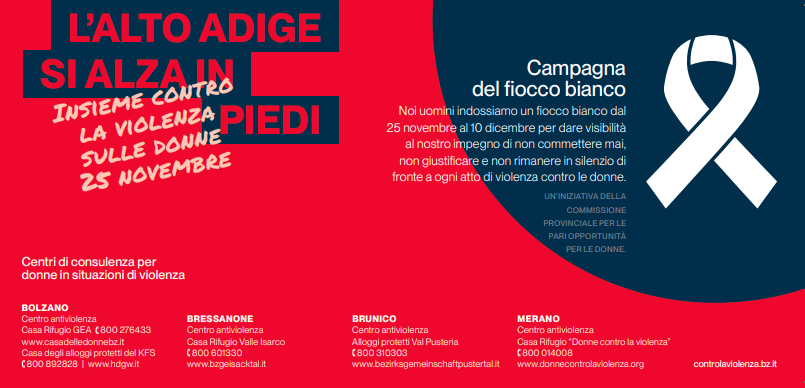 L'ALTO ADIGE
SI ALZA IN
PIEDI
INSIEME CONTRO
LA VIOLENZA
SULLE DONNE
25 NOVEMBRE
Campagna
del fiocco bianco
Noi uomini indossiamo un fiocco bianco dal
25 novembre al 10 dicembre per dare visibilità
al nostro impegno di non commettere mai,
non giustificare e non rimanere in silenzio di
fronte a ogni atto di violenza contro le donne.
UN'INIZIATIVA DELLA
COMMISSIONE
PROVINCIALE PER LE
PARI OPPORTUNITÀ
PER LE DONNE.
Centri di consulenza per
donne in situazioni di violenza
BOLZANO
Centro antiviolenza
Casa Rifugio GEA 800 276433
www.casadelledonnebz.it
Casa degli alloggi protetti del KFS
800 892828 | www.hdgw.it
BRESSANONE
Centro antiviolenza
Casa Rifugio Valle Isarco
800 601330
www.bzgeisacktal.it
BRUNICO
Centro antiviolenza
Alloggi protetti Val Pusteria
800 310303
www.bezirksgemeinschaftpustertal.it
MERANO
Centro antiviolenza
Casa Rifugio "Donne contro la violenza"
800 014008
www.donnecontrolaviolenza.org
controlaviolenza.bz.it